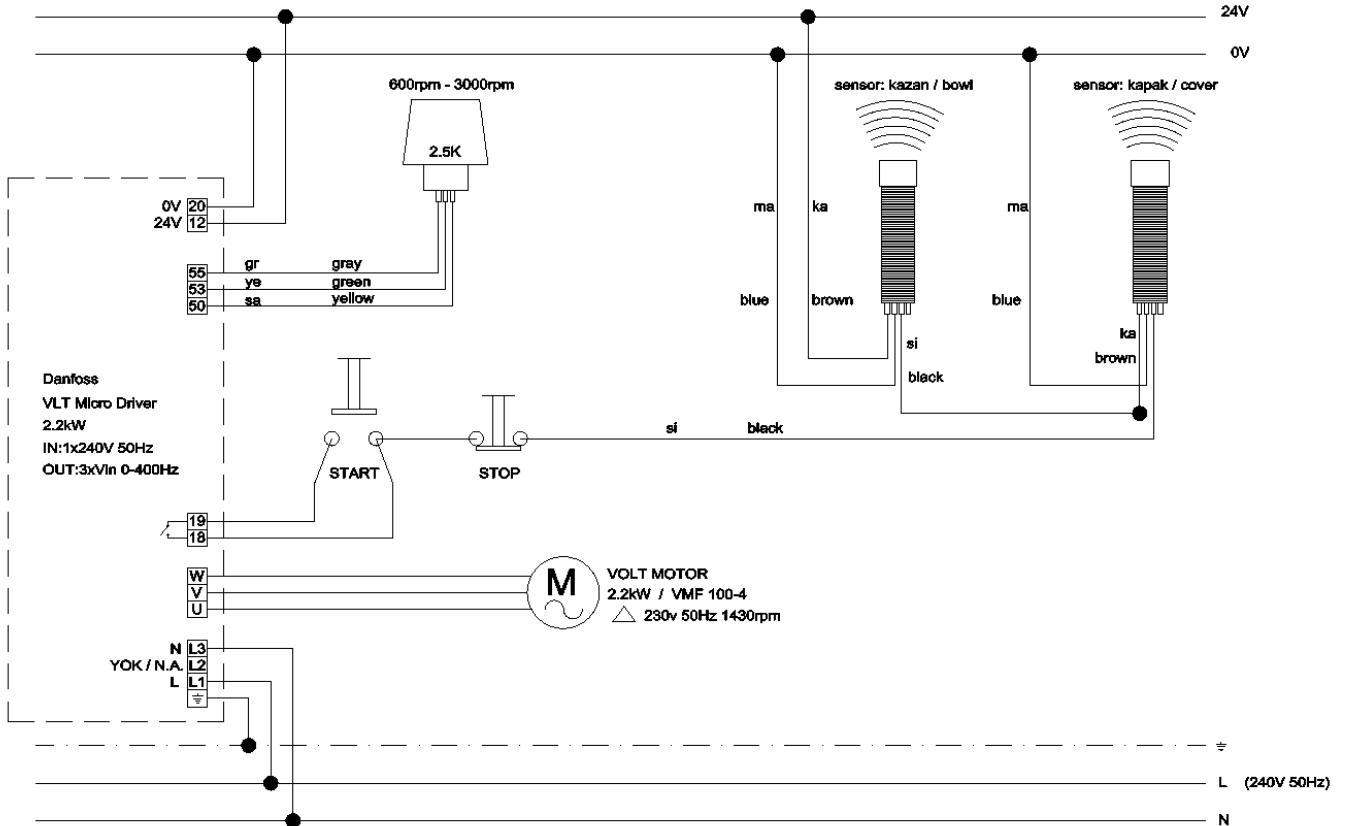 24V
0V
600rpm - 3000rpm
sensor: kazan / bowl
sensor: kapak / cover
2.5K
0V 20
24V 12
ma
ka
ma
55 gr gray
53 ye green
50 sa yellow
blue
brown
blue
si
ka
brown
black
Danfoss
VLT Micro Driver
2.2kW
IN:1x240V 50Hz
OUT:3xVin 0-400Hz
si black
START
STOP
19
18
W
V
U
M
VOLT MOTOR
2.2kW / VMF 100-4
230v 50Hz 1430rpm
N L3
YOK / N.A. L2
L L1
L (240V 50Hz)
N